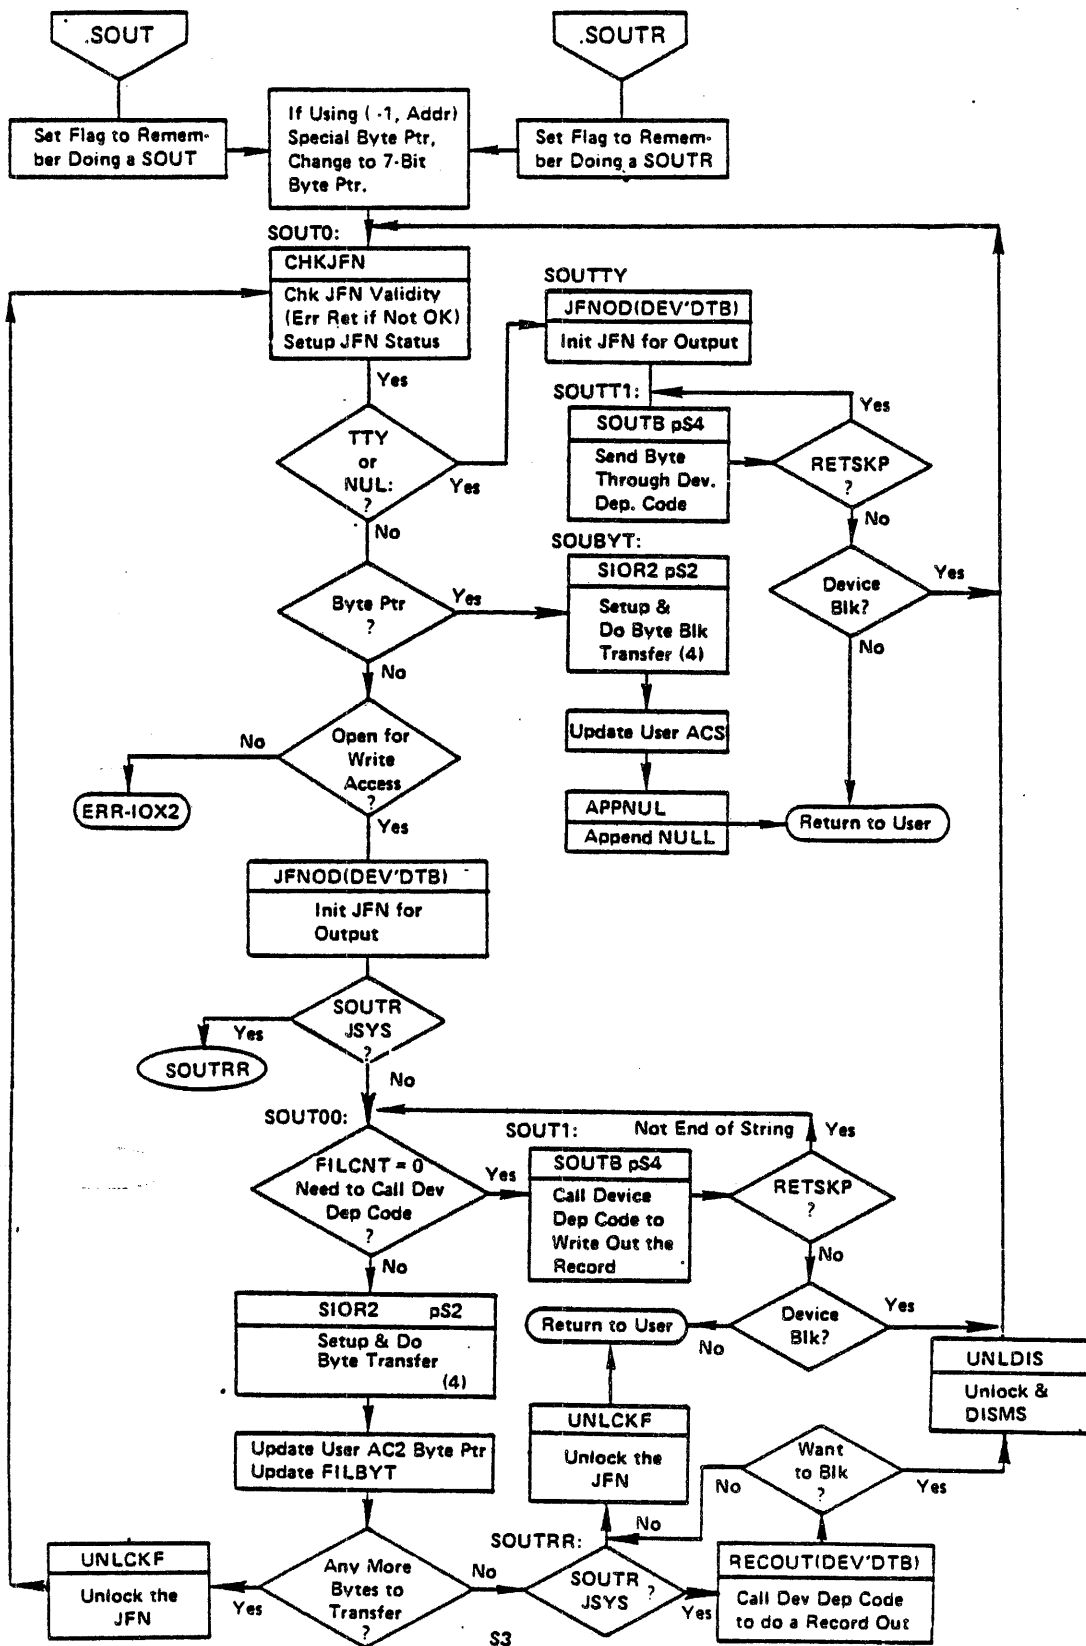 .SOUT
.SOUTR
Set Flag to Remem-
ber Doing a SOUT
If Using ( -1, Addr)
Special Byte Ptr,
Change to 7-Bit
Byte Ptr.
Set Flag to Remem-
ber Doing a SOUTR
SOUT0:
CHKJFN
Chk JFN Validity
(Err Ret if Not OK)
Setup JFN Status
Yes
SOUTTY
JFNOD(DEV'DTB)
Init JFN for Output
TTY
or
NUL:
?
Yes
No
SOUTT1:
SOUTB pS4
Send Byte
Through Dev.
Dep. Code
Yes
RETSKP
?
No
Device
Blk?
Yes
No
Byte Ptr
?
Yes
No
SOUBYT:
SIOR2 pS2
Setup &
Do Byte Blk
Transfer (4)
Update User ACS
APPNUL
Append NULL
Return to User
Open for
Write
Access
?
No
ERR-IOX2
Yes
JFNOD(DEV'DTB)
Init JFN for
Output
SOUTR
JSYS
?
Yes
SOUTRR
No
SOUT00:
FILCNT = 0
Need to Call Dev
Dep Code
?
Yes
No
SOUT1:
SOUTB pS4
Call Device
Dep Code to
Write Out the
Record
Not End of String
Yes
RETSKP
?
No
Device
Blk?
Yes
No
Return to User
SIOR2 pS2
Setup & Do
Byte Transfer
(4)
Update User AC2 Byte Ptr
Update FILBYT
Any More
Bytes to
Transfer
?
Yes
UNLCKF
Unlock the
JFN
No
SOUTRR:
SOUTR
JSYS
?
No
UNLCKF
Unlock the
JFN
Yes
RECOUT(DEV'DTB)
Call Dev Dep Code
to do a Record Out
Want
to Blk
?
No
Yes
UNLDIS
Unlock &
DISMS
S3